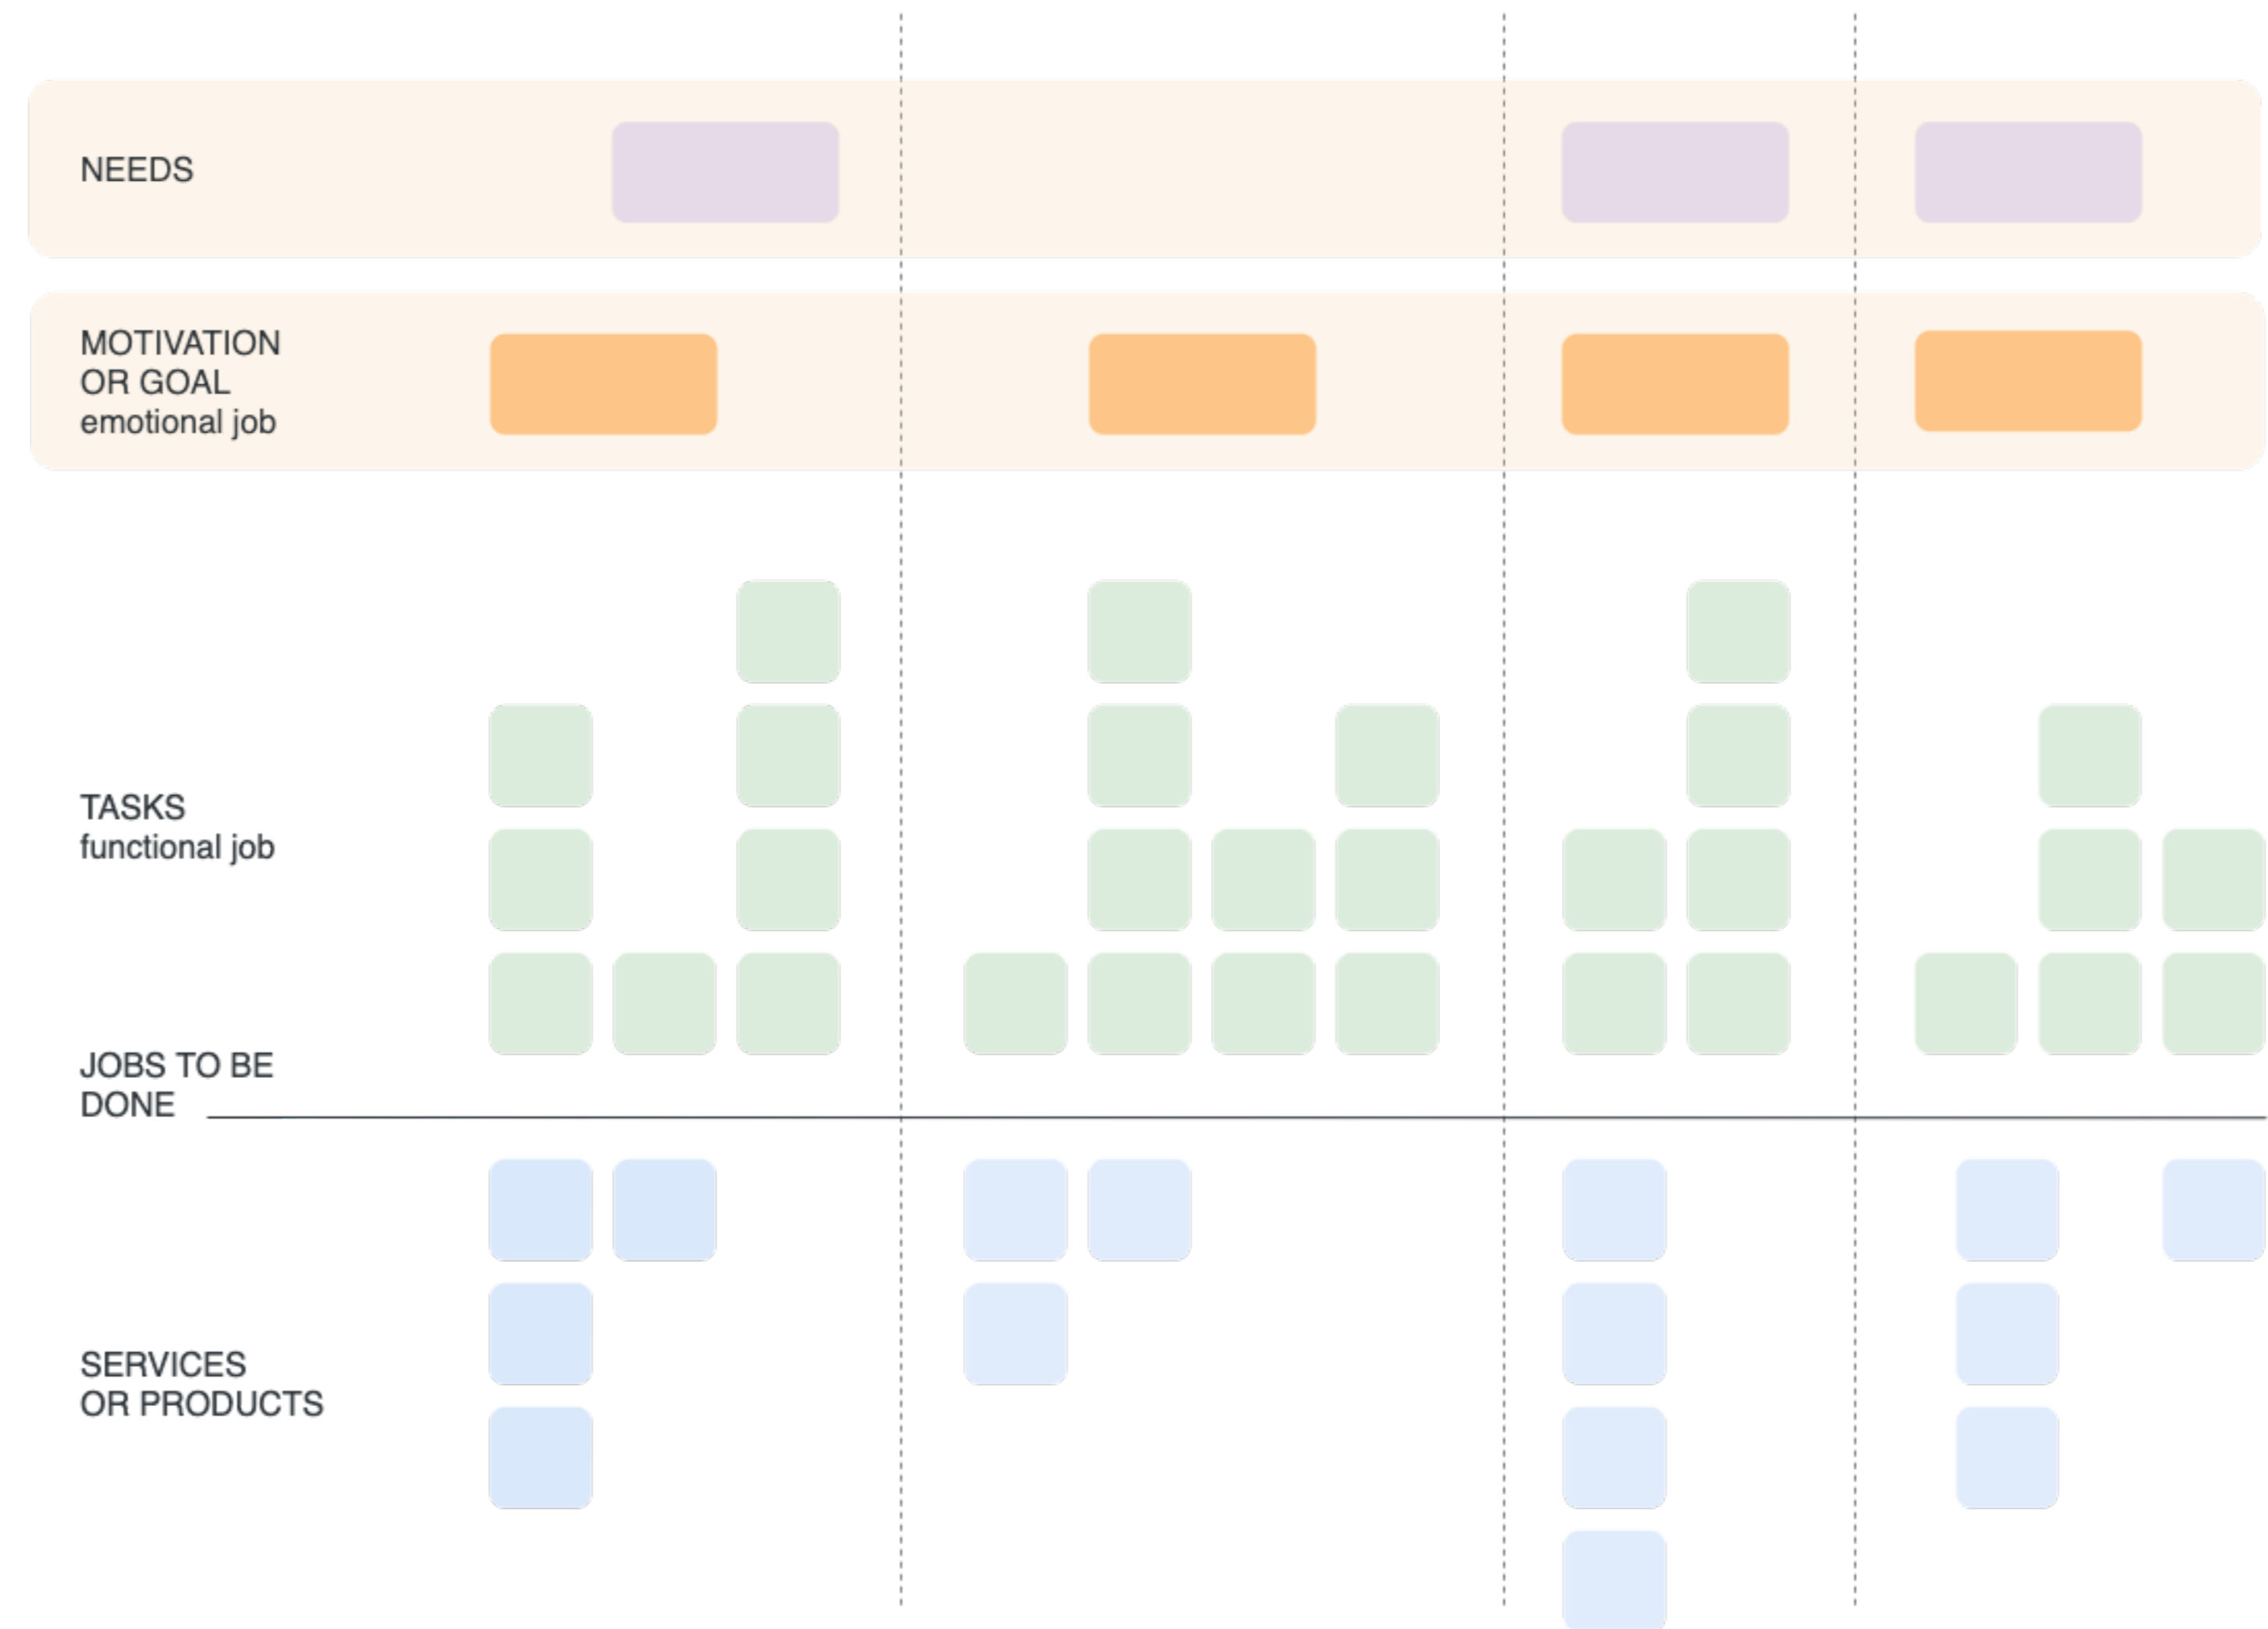 NEEDS
MOTIVATION
OR GOAL
emotional job
TASKS
functional job
JOBS TO BE
DONE
SERVICES
OR PRODUCTS